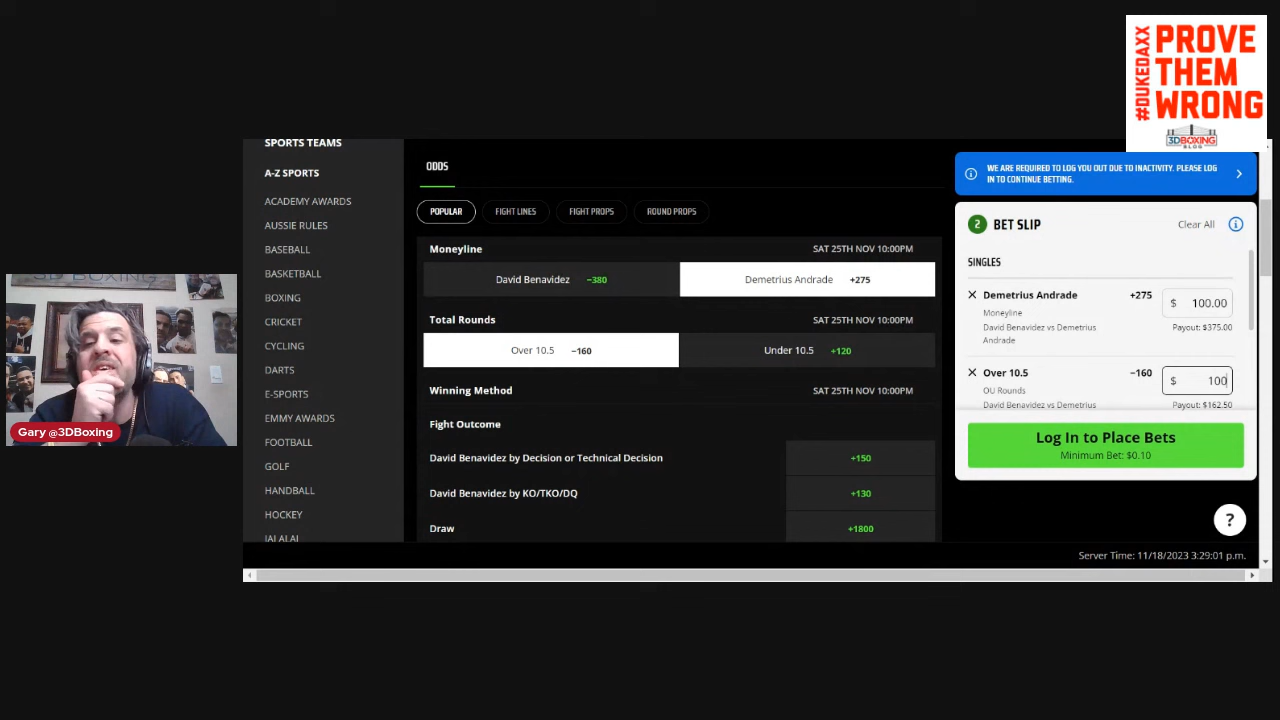 #DUKEDAXX
PROVE
THEM
WRONG
3DBOXING
BLOG
SPORTS TEAMS
A-Z SPORTS
ACADEMY AWARDS
AUSSIE RULES
BASEBALL
BASKETBALL
BOXING
CRICKET
CYCLING
DARTS
E-SPORTS
EMMY AWARDS
FOOTBALL
GOLF
HANDBALL
HOCKEY
JAI ALAI
ODDS
POPULAR FIGHT LINES FIGHT PROPS ROUND PROPS
Moneyline SAT 25TH NOV 10:00PM
David Benavidez −380 Demetrius Andrade +275
Total Rounds SAT 25TH NOV 10:00PM
Over 10.5 −160 Under 10.5 +120
Winning Method SAT 25TH NOV 10:00PM
Fight Outcome
David Benavidez by Decision or Technical Decision +150
David Benavidez by KO/TKO/DQ +130
Draw +1800
WE ARE REQUIRED TO LOG YOU OUT DUE TO INACTIVITY. PLEASE LOG
IN TO CONTINUE BETTING.
2 BET SLIP Clear All
SINGLES
Demetrius Andrade +275 $ 100.00
Moneyline Payout: $375.00
David Benavidez vs Demetrius
Andrade
Over 10.5 −160 $ 100
OU Rounds
David Benavidez vs Demetrius Payout: $162.50
Log In to Place Bets
Minimum Bet: $0.10
?
Server Time: 11/18/2023 3:29:01 p.m.
Gary @3DBoxing